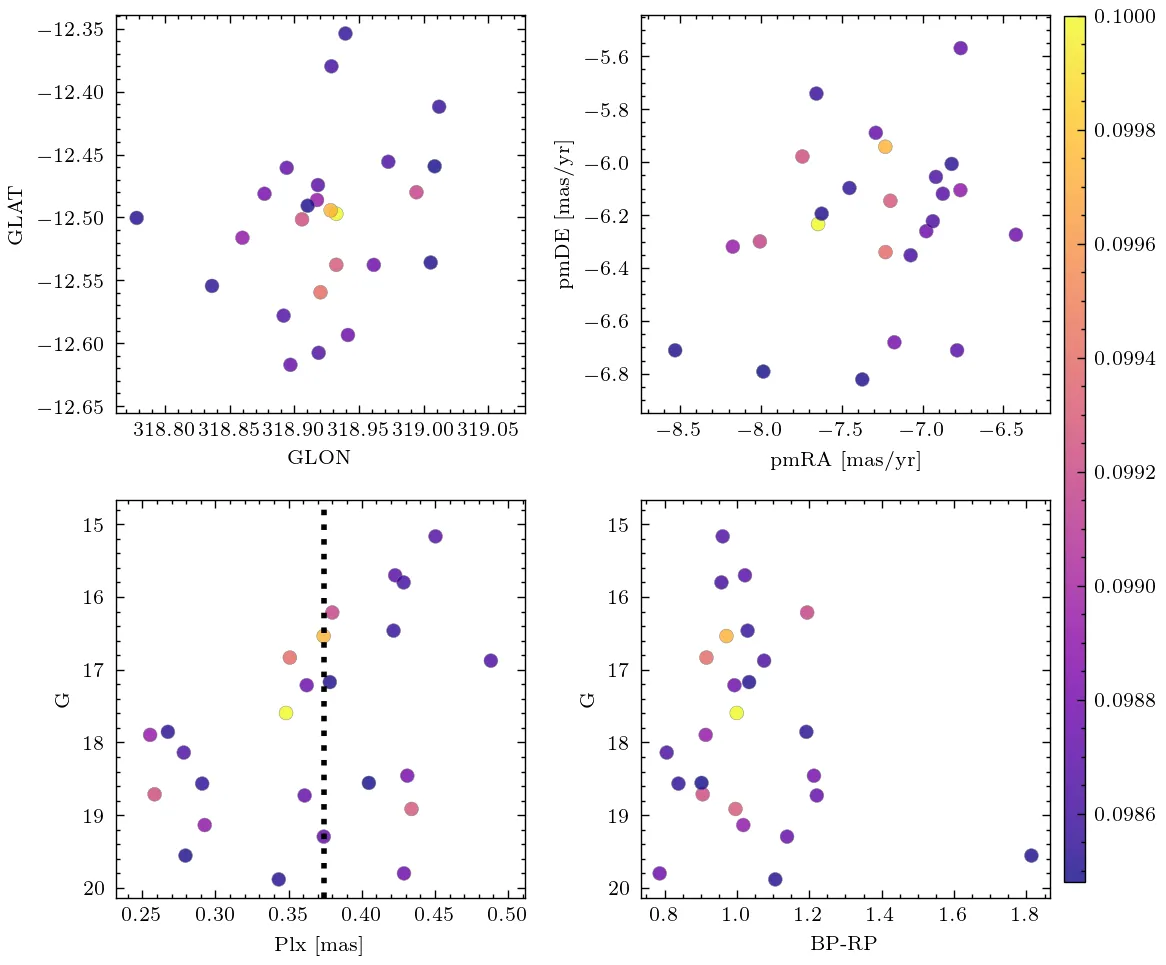 −12.35
−12.40
−12.45
−12.50
−12.55
−12.60
−12.65
GLAT
318.80 318.85 318.90 318.95 319.00 319.05
GLON
−5.6
−5.8
−6.0
−6.2
−6.4
−6.6
−6.8
pmDE [mas/yr]
−8.5 −8.0 −7.5 −7.0 −6.5
pmRA [mas/yr]
15
16
17
18
19
20
G
0.25 0.30 0.35 0.40 0.45 0.50
Plx [mas]
15
16
17
18
19
20
G
0.8 1.0 1.2 1.4 1.6 1.8
BP-RP
0.1000
0.0998
0.0996
0.0994
0.0992
0.0990
0.0988
0.0986